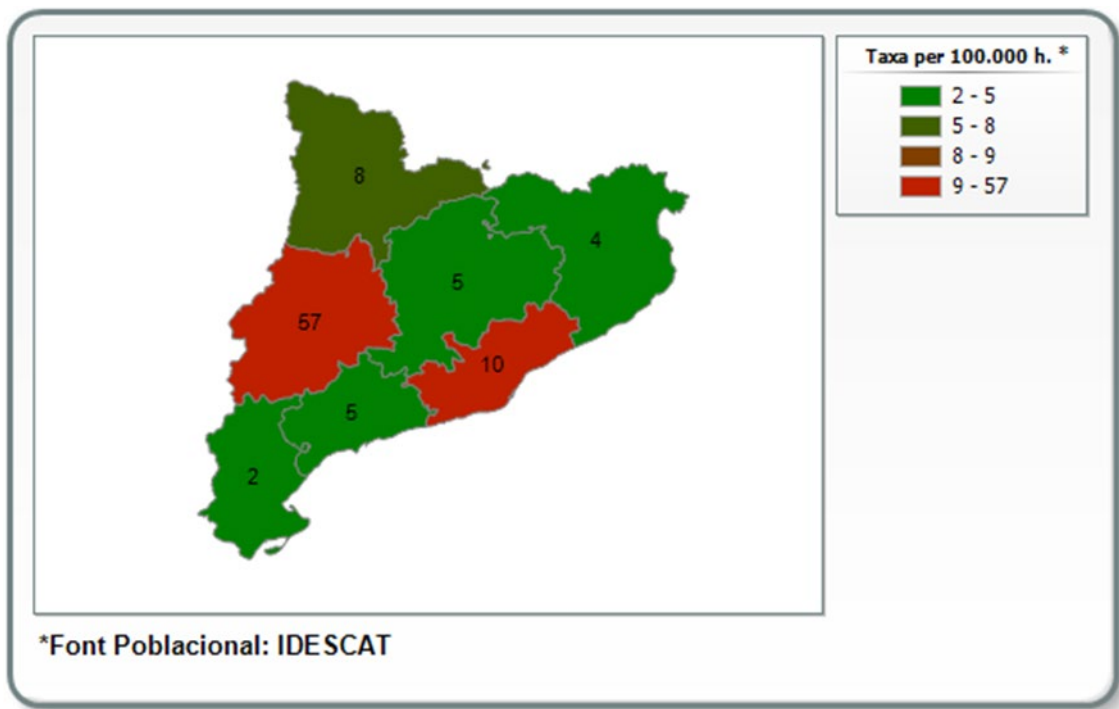 Taxa per 100.000 h. *
2 - 5
5 - 8
8 - 9
9 - 57
8
4
5
57
10
5
2
*Font Poblacional: IDESCAT